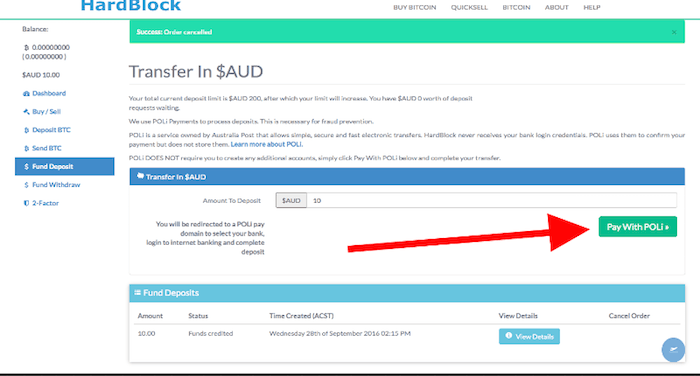 HardBlock
BUY BITCOIN QUICKSELL BITCOIN ABOUT HELP
Balance:
฿ 0.00000000
(0.00000000)
$AUD 10.00
Dashboard
Buy / Sell
Deposit BTC
Send BTC
$ Fund Deposit
$ Fund Withdraw
2-Factor
Success: Order cancelled ×
Transfer In $AUD
Your total current deposit limit is $AUD 200, after which your limit will increase. You have $AUD 0 worth of deposit
requests waiting.
We use POLi Payments to process deposits. This is necessary for fraud prevention.
POLi is a service owned by Australia Post that allows simple, secure and fast electronic transfers. HardBlock never receives your bank login credentials. POLi uses them to confirm your
payment but does not store them. Learn more about POLi.
POLi DOES NOT require you to create any additional accounts, simply click Pay With POLi below and complete your transfer.
Transfer In $AUD
Amount To Deposit $AUD 10
You will be redirected to a POLi pay
domain to select your bank,
login to internet banking and complete
deposit
Pay With POLi »
Fund Deposits
Amount Status Time Created (ACST) View Details Cancel Order
10.00 Funds credited Wednesday 28th of September 2016 02:15 PM View Details